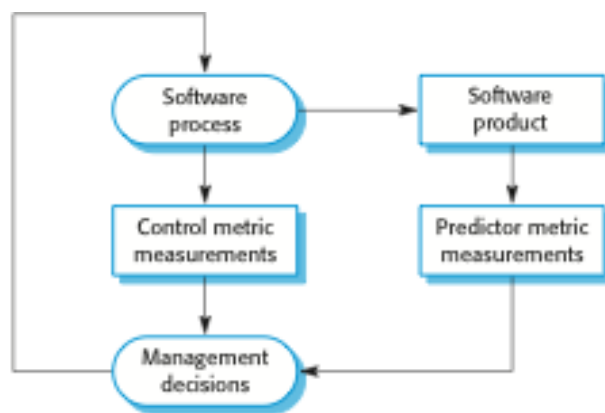 Software
process
Software
product
Control metric
measurements
Predictor metric
measurements
Management
decisions